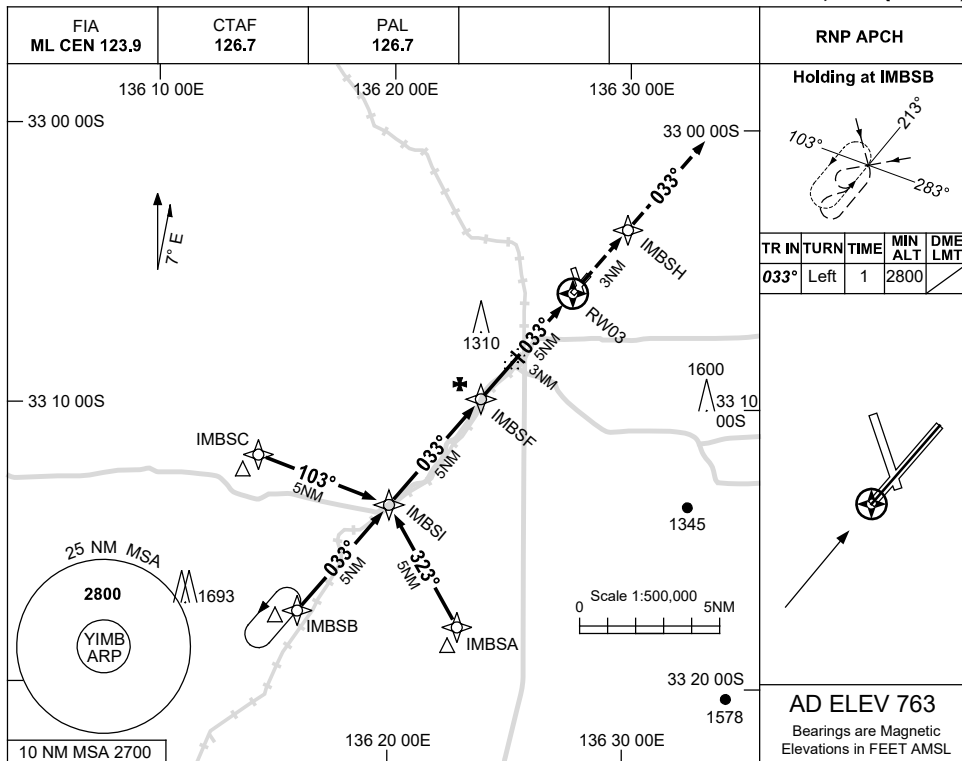 FIA
ML CEN 123.9
CTAF
126.7
PAL
126.7
RNP APCH
136 10 00E
136 20 00E
136 30 00E
33 00 00S
33 00 00S
7° E
033°
IMBSH
3NM
RW03
033°
5NM
3NM
1310
1600
33 10 00S
33 10
00S
IMBSF
IMBSC
103°
5NM
033°
5NM
IMBSI
033°
5NM
323°
5NM
1345
25 NM MSA
2800
YIMB
ARP
1693
IMBSB
IMBSA
Scale 1:500,000
0
5NM
33 20 00S
1578
10 NM MSA 2700
136 20 00E
136 30 00E
Holding at IMBSB
213°
103°
283°
TR IN TURN TIME MIN ALT DME LMT
033° Left 1 2800
AD ELEV 763
Bearings are Magnetic
Elevations in FEET AMSL